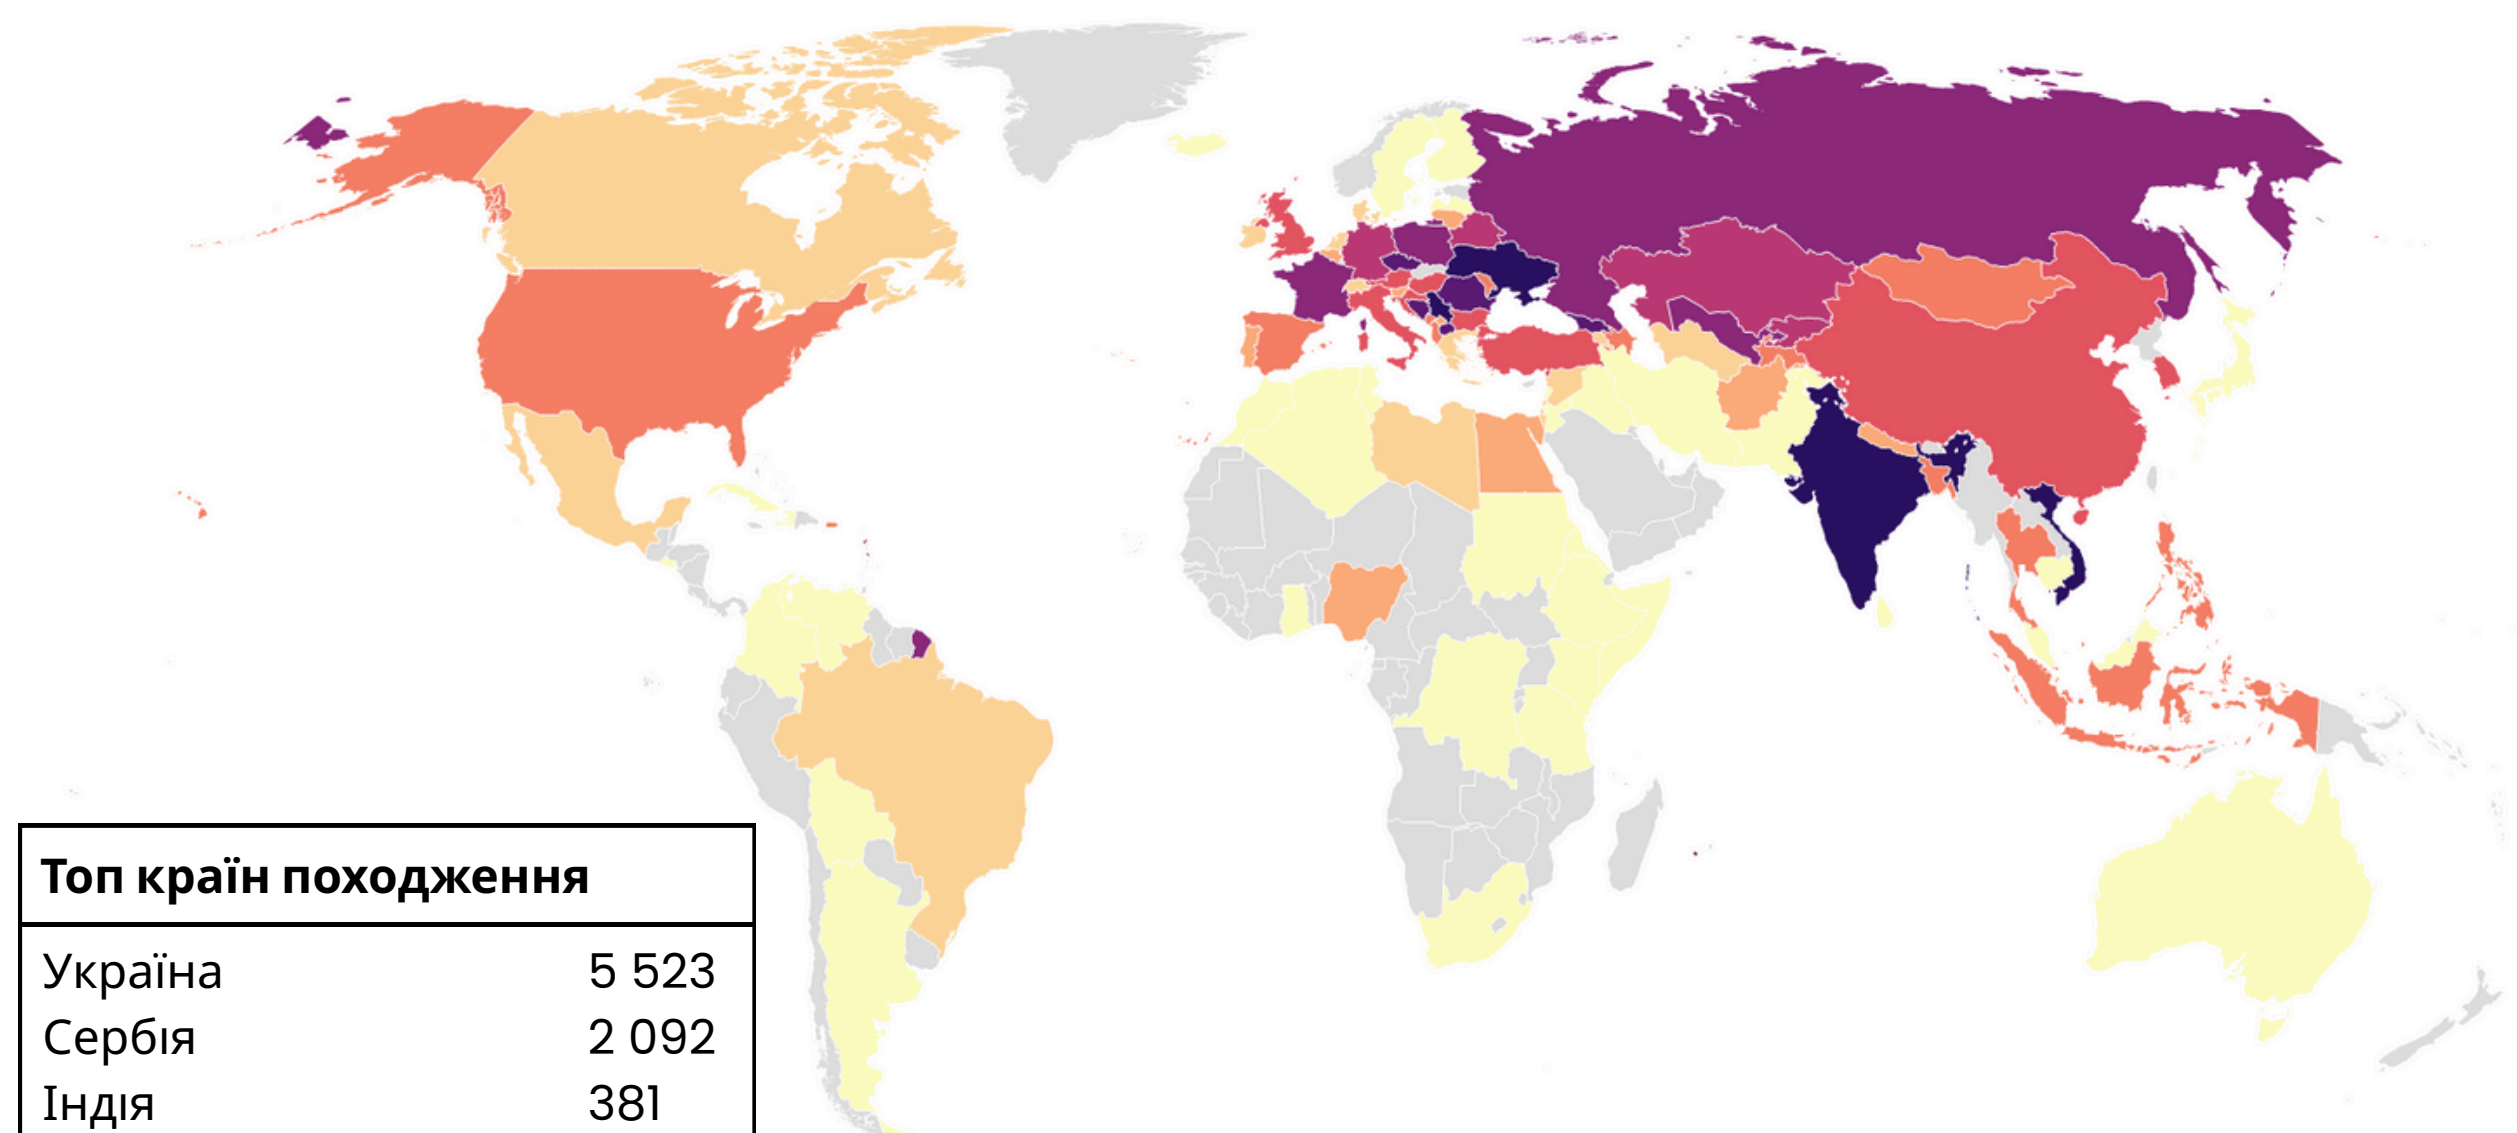 Топ країн походження
Україна 5 523
Сербія 2 092
Індія 381